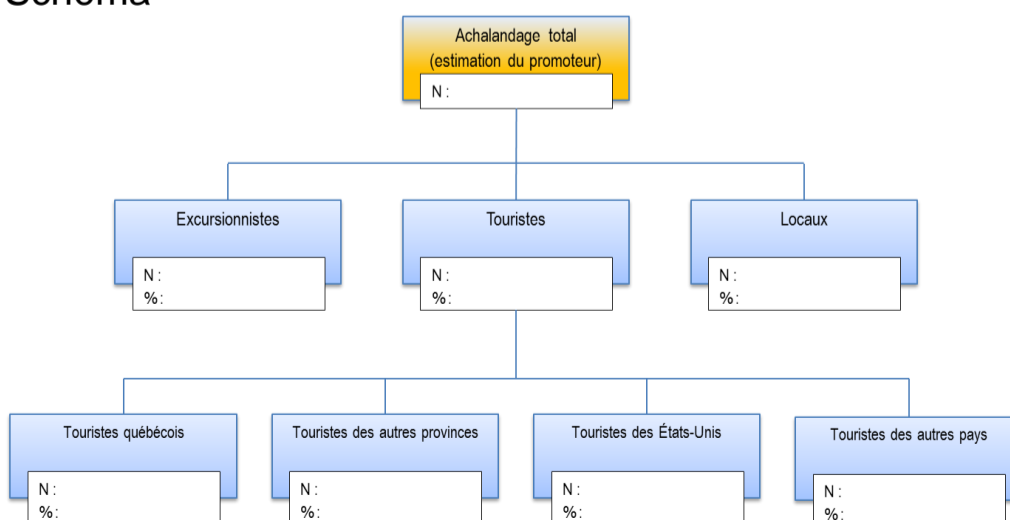 Schéma
Achalandage total
(estimation du promoteur)
N :
Excursionnistes
N :
%:
Touristes
N :
%:
Locaux
N :
%:
Touristes québécois
N :
%:
Touristes des autres provinces
N :
%:
Touristes des États-Unis
N :
%:
Touristes des autres pays
N :
%: